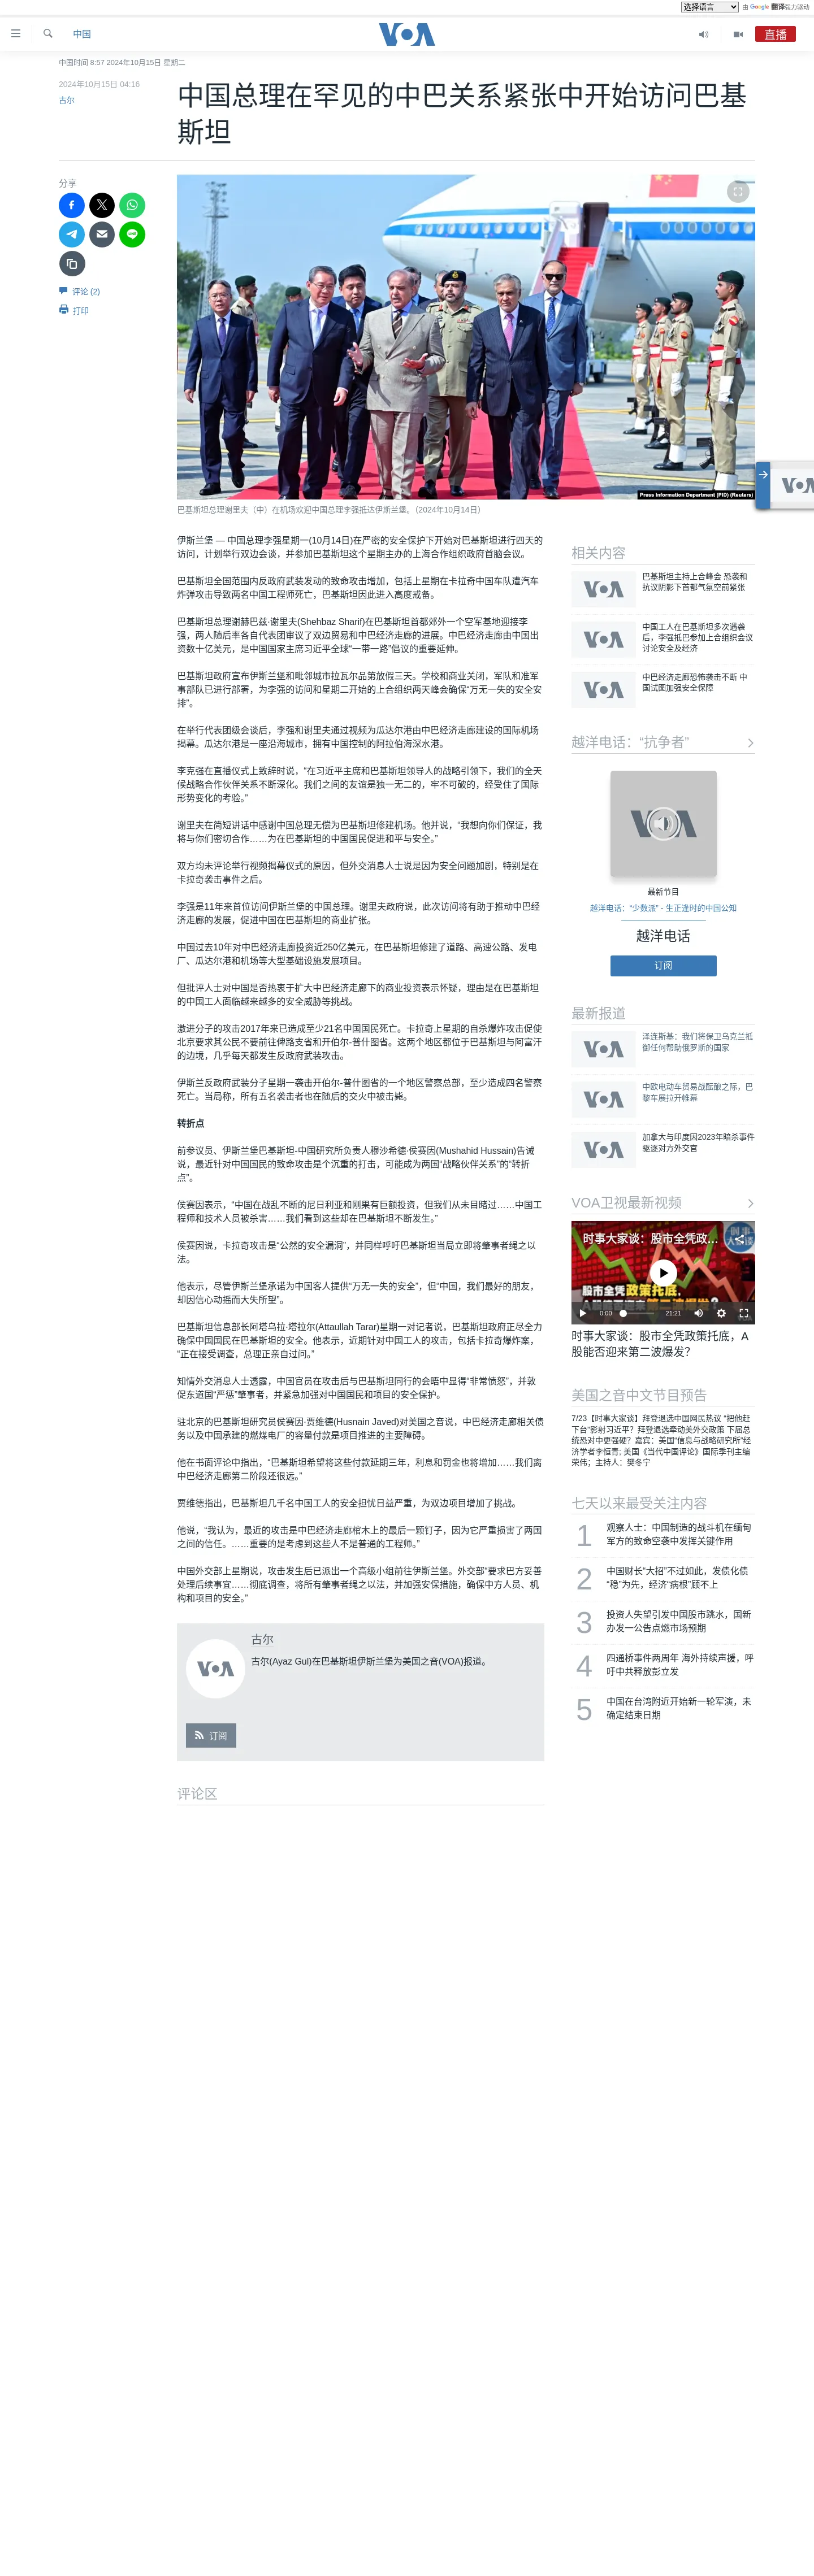 选择语言
由 Google 翻译强力驱动
中国
VOA
直播
中国时间 8:57 2024年10月15日 星期二
2024年10月15日 04:16
古尔
中国总理在罕见的中巴关系紧张中开始访问巴基
斯坦
分享
评论 (2)
打印
Press Information Department (PID) (Reuters)
巴基斯坦总理谢里夫（中）在机场欢迎中国总理李强抵达伊斯兰堡。（2024年10月14日）
伊斯兰堡 — 中国总理李强星期一(10月14日)在严密的安全保护下开始对巴基斯坦进行四天的
访问，计划举行双边会谈，并参加巴基斯坦这个星期主办的上海合作组织政府首脑会议。
巴基斯坦全国范围内反政府武装发动的致命攻击增加，包括上星期在卡拉奇中国车队遭汽车
炸弹攻击导致两名中国工程师死亡，巴基斯坦因此进入高度戒备。
巴基斯坦总理谢赫巴兹·谢里夫(Shehbaz Sharif)在巴基斯坦首都郊外一个空军基地迎接李
强，两人随后率各自代表团审议了双边贸易和中巴经济走廊的进展。中巴经济走廊由中国出
资数十亿美元，是中国国家主席习近平全球“一带一路”倡议的重要延伸。
巴基斯坦政府宣布伊斯兰堡和毗邻城市拉瓦尔品第放假三天。学校和商业关闭，军队和准军
事部队已进行部署，为李强的访问和星期二开始的上合组织两天峰会确保“万无一失的安全安
排”。
在举行代表团级会谈后，李强和谢里夫通过视频为瓜达尔港由中巴经济走廊建设的国际机场
揭幕。瓜达尔港是一座沿海城市，拥有中国控制的阿拉伯海深水港。
李克强在直播仪式上致辞时说，“在习近平主席和巴基斯坦领导人的战略引领下，我们的全天
候战略合作伙伴关系不断深化。我们之间的友谊是独一无二的，牢不可破的，经受住了国际
形势变化的考验。”
谢里夫在简短讲话中感谢中国总理无偿为巴基斯坦修建机场。他并说，“我想向你们保证，我
将与你们密切合作……为在巴基斯坦的中国国民促进和平与安全。”
双方均未评论举行视频揭幕仪式的原因，但外交消息人士说是因为安全问题加剧，特别是在
卡拉奇袭击事件之后。
李强是11年来首位访问伊斯兰堡的中国总理。谢里夫政府说，此次访问将有助于推动中巴经
济走廊的发展，促进中国在巴基斯坦的商业扩张。
中国过去10年对中巴经济走廊投资近250亿美元，在巴基斯坦修建了道路、高速公路、发电
厂、瓜达尔港和机场等大型基础设施发展项目。
但批评人士对中国是否热衷于扩大中巴经济走廊下的商业投资表示怀疑，理由是在巴基斯坦
的中国人工面临越来越多的安全威胁等挑战。
激进分子的攻击2017年来已造成至少21名中国国民死亡。卡拉奇上星期的自杀爆炸攻击促使
北京要求其公民不要前往俾路支省和开伯尔-普什图省。这两个地区都位于巴基斯坦与阿富汗
的边境，几乎每天都发生反政府武装攻击。
伊斯兰反政府武装分子星期一袭击开伯尔-普什图省的一个地区警察总部，至少造成四名警察
死亡。当局称，所有五名袭击者也在随后的交火中被击毙。
转折点
前参议员、伊斯兰堡巴基斯坦-中国研究所负责人穆沙希德·侯赛因(Mushahid Hussain)告诫
说，最近针对中国国民的致命攻击是个沉重的打击，可能成为两国“战略伙伴关系”的“转折
点”。
侯赛因表示，“中国在战乱不断的尼日利亚和刚果有巨额投资，但我们从未目睹过……中国工
程师和技术人员被杀害……我们看到这些却在巴基斯坦不断发生。”
侯赛因说，卡拉奇攻击是“公然的安全漏洞”，并同样呼吁巴基斯坦当局立即将肇事者绳之以
法。
他表示，尽管伊斯兰堡承诺为中国客人提供“万无一失的安全”，但“中国，我们最好的朋友，
却因信心动摇而大失所望”。
巴基斯坦信息部长阿塔乌拉·塔拉尔(Attaullah Tarar)星期一对记者说，巴基斯坦政府正尽全力
确保中国国民在巴基斯坦的安全。他表示，近期针对中国工人的攻击，包括卡拉奇爆炸案，
“正在接受调查，总理正亲自过问。”
知情外交消息人士透露，中国官员在攻击后与巴基斯坦同行的会晤中显得“非常愤怒”，并敦
促东道国“严惩”肇事者，并紧急加强对中国国民和项目的安全保护。
驻北京的巴基斯坦研究员侯赛因·贾维德(Husnain Javed)对美国之音说，中巴经济走廊相关债
务以及中国承建的燃煤电厂的容量付款是项目推进的主要障碍。
他在书面评论中指出，“巴基斯坦希望将这些付款延期三年，利息和罚金也将增加……我们离
中巴经济走廊第二阶段还很远。”
贾维德指出，巴基斯坦几千名中国工人的安全担忧日益严重，为双边项目增加了挑战。
他说，“我认为，最近的攻击是中巴经济走廊棺木上的最后一颗钉子，因为它严重损害了两国
之间的信任。……重要的是考虑到这些人不是普通的工程师。”
中国外交部上星期说，攻击发生后已派出一个高级小组前往伊斯兰堡。外交部“要求巴方妥善
处理后续事宜……彻底调查，将所有肇事者绳之以法，并加强安保措施，确保中方人员、机
构和项目的安全。”
VOA
古尔
古尔(Ayaz Gul)在巴基斯坦伊斯兰堡为美国之音(VOA)报道。
订阅
评论区
VOA
相关内容
VOA
巴基斯坦主持上合峰会 恐袭和
抗议阴影下首都气氛空前紧张
VOA
中国工人在巴基斯坦多次遇袭
后，李强抵巴参加上合组织会议
讨论安全及经济
VOA
中巴经济走廊恐怖袭击不断 中
国试图加强安全保障
越洋电话：“抗争者”
VOA
最新节目
越洋电话：“少数派” - 生正逢时的中国公知
越洋电话
订阅
最新报道
VOA
泽连斯基：我们将保卫乌克兰抵
御任何帮助俄罗斯的国家
VOA
中欧电动车贸易战酝酿之际，巴
黎车展拉开帷幕
VOA
加拿大与印度因2023年暗杀事件
驱逐对方外交官
VOA卫视最新视频
时事大家谈：股市全凭政…
股市全凭政策托底，
0:00
21:21
时事大家谈：股市全凭政策托底，A
股能否迎来第二波爆发？
美国之音中文节目预告
7/23【时事大家谈】拜登退选中国网民热议 “把他赶
下台”影射习近平？拜登退选牵动美外交政策 下届总
统恐对中更强硬？嘉宾：美国“信息与战略研究所”经
济学者李恒青; 美国《当代中国评论》国际季刊主编
荣伟；主持人：樊冬宁
七天以来最受关注内容
1
观察人士：中国制造的战斗机在缅甸
军方的致命空袭中发挥关键作用
2
中国财长“大招”不过如此，发债化债
“稳”为先，经济“病根”顾不上
3
投资人失望引发中国股市跳水，国新
办发一公告点燃市场预期
4
四通桥事件两周年 海外持续声援，呼
吁中共释放彭立发
5
中国在台湾附近开始新一轮军演，未
确定结束日期